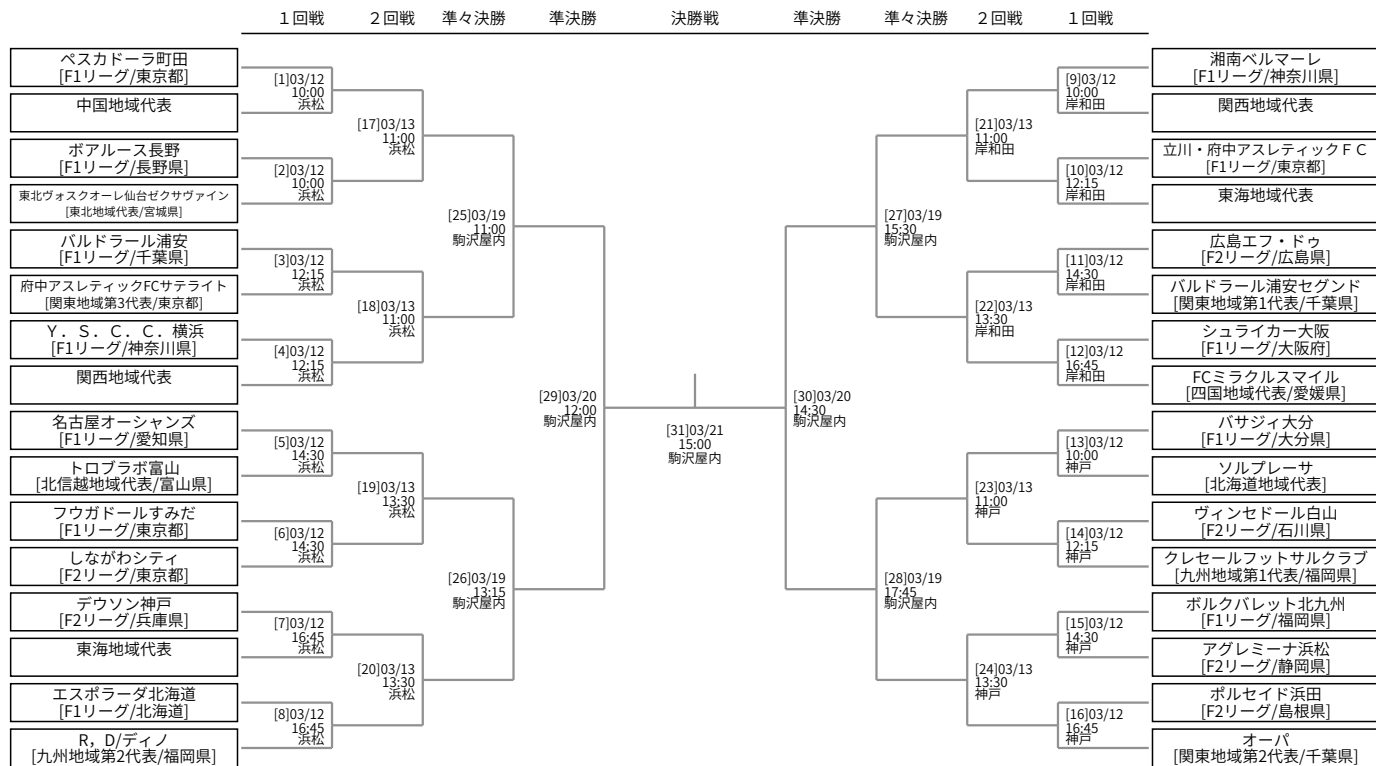 １回戦 ２回戦 準々決勝 準決勝 決勝戦 準決勝 準々決勝 ２回戦 １回戦
ペスカドーラ町田
[F1リーグ/東京都]
中国地域代表
ボアルース長野
[F1リーグ/長野県]
東北ヴォスクオーレ仙台ゼクサヴァイン
[東北地域代表/宮城県]
バルドラール浦安
[F1リーグ/千葉県]
府中アスレティックFCサテライト
[関東地域第3代表/東京都]
Ｙ．Ｓ．Ｃ．Ｃ．横浜
[F1リーグ/神奈川県]
関西地域代表
名古屋オーシャンズ
[F1リーグ/愛知県]
トロブラボ富山
[北信越地域代表/富山県]
フウガドールすみだ
[F1リーグ/東京都]
しながわシティ
[F2リーグ/東京都]
デウソン神戸
[F2リーグ/兵庫県]
東海地域代表
エスポラーダ北海道
[F1リーグ/北海道]
R，D/ディノ
[九州地域第2代表/福岡県]
[1]03/12
10:00
浜松
[2]03/12
10:00
浜松
[3]03/12
12:15
浜松
[4]03/12
12:15
浜松
[5]03/12
14:30
浜松
[6]03/12
14:30
浜松
[7]03/12
16:45
浜松
[8]03/12
16:45
浜松
[17]03/13
11:00
浜松
[18]03/13
11:00
浜松
[19]03/13
13:30
浜松
[20]03/13
13:30
浜松
[25]03/19
11:00
駒沢屋内
[26]03/19
13:15
駒沢屋内
[29]03/20
12:00
駒沢屋内
[31]03/21
15:00
駒沢屋内
[30]03/20
14:30
駒沢屋内
[27]03/19
15:30
駒沢屋内
[28]03/19
17:45
駒沢屋内
[21]03/13
11:00
岸和田
[22]03/13
13:30
岸和田
[23]03/13
11:00
神戸
[24]03/13
13:30
神戸
[9]03/12
10:00
岸和田
[10]03/12
12:15
岸和田
[11]03/12
14:30
岸和田
[12]03/12
16:45
岸和田
[13]03/12
10:00
神戸
[14]03/12
12:15
神戸
[15]03/12
14:30
神戸
[16]03/12
16:45
神戸
湘南ベルマーレ
[F1リーグ/神奈川県]
関西地域代表
立川・府中アスレティックＦＣ
[F1リーグ/東京都]
東海地域代表
広島エフ・ドゥ
[F2リーグ/広島県]
バルドラール浦安セグンド
[関東地域第1代表/千葉県]
シュライカー大阪
[F1リーグ/大阪府]
FCミラクルスマイル
[四国地域代表/愛媛県]
バサジィ大分
[F1リーグ/大分県]
ソルプレーサ
[北海道地域代表]
ヴィンセドール白山
[F2リーグ/石川県]
クレセールフットサルクラブ
[九州地域第1代表/福岡県]
ボルクバレット北九州
[F1リーグ/福岡県]
アグレミーナ浜松
[F2リーグ/静岡県]
ポルセイド浜田
[F2リーグ/島根県]
オーパ
[関東地域第2代表/千葉県]